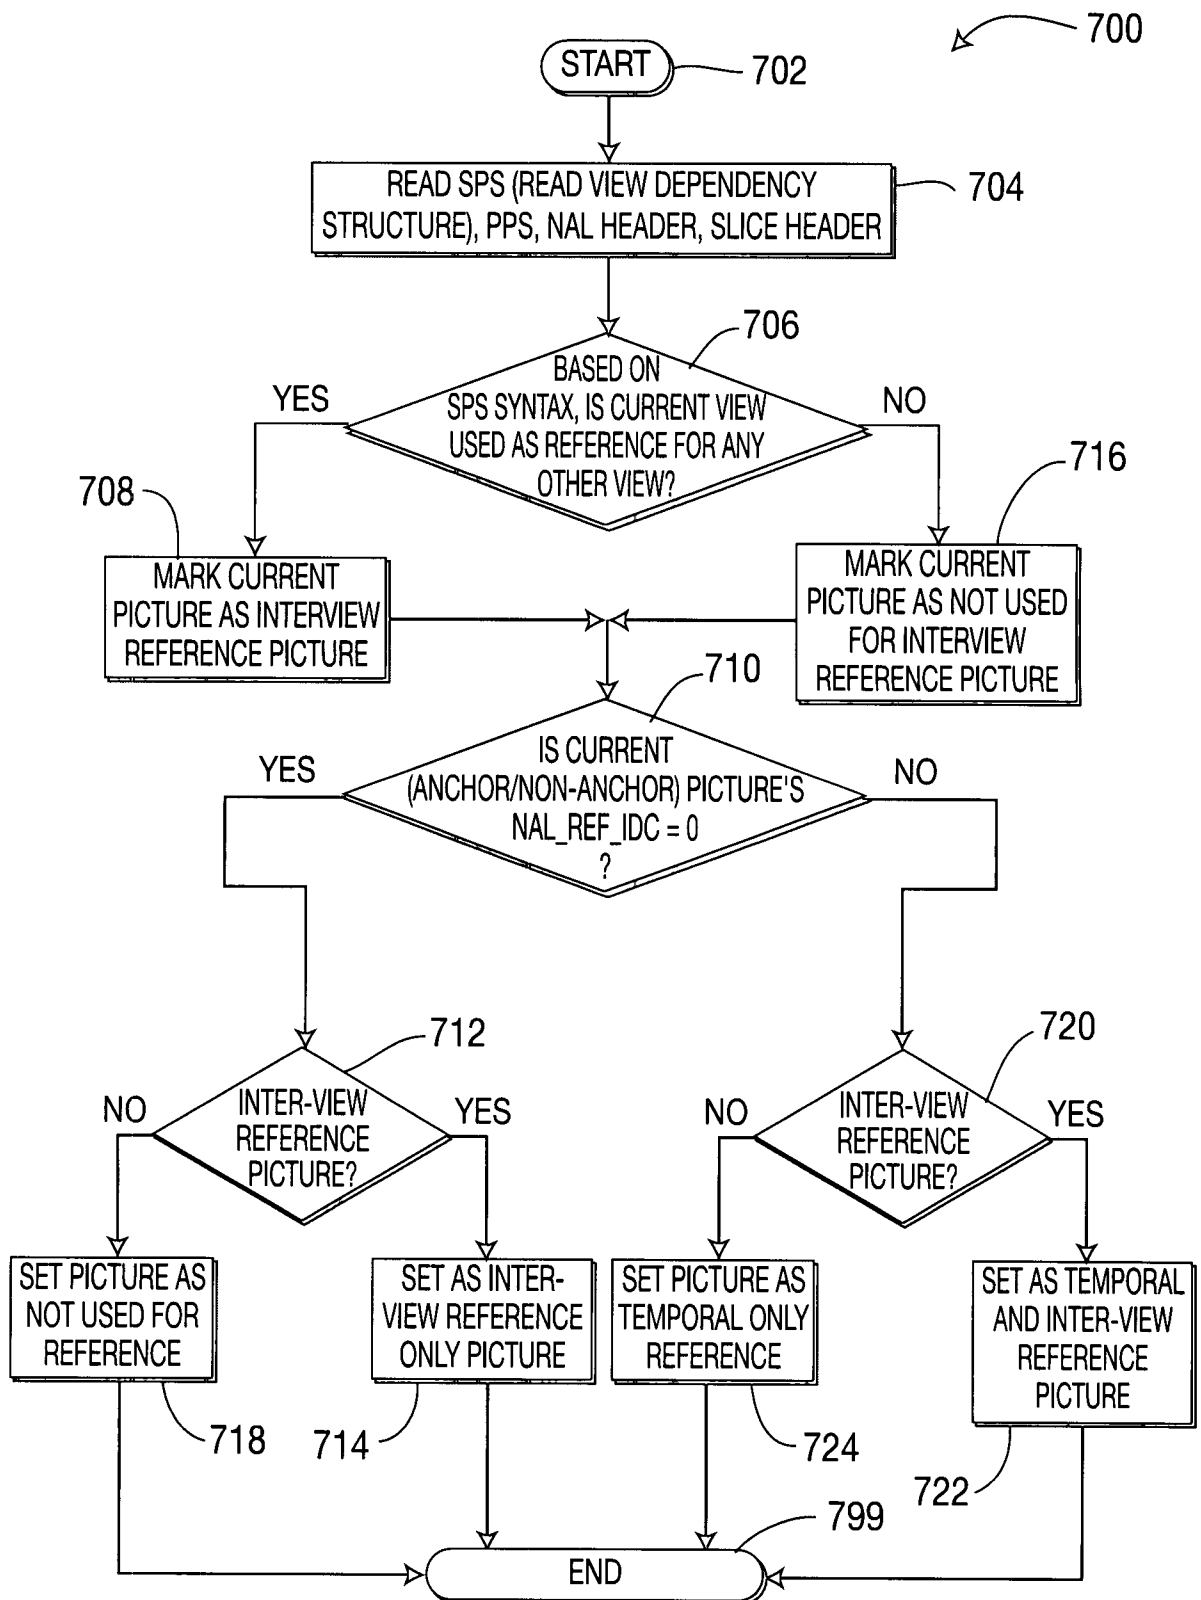 700
START
702
READ SPS (READ VIEW DEPENDENCY
STRUCTURE), PPS, NAL HEADER, SLICE HEADER
704
706
BASED ON
SPS SYNTAX, IS CURRENT VIEW
USED AS REFERENCE FOR ANY
OTHER VIEW?
YES
NO
708
716
MARK CURRENT
PICTURE AS INTERVIEW
REFERENCE PICTURE
MARK CURRENT
PICTURE AS NOT USED
FOR INTERVIEW
REFERENCE PICTURE
710
IS CURRENT
(ANCHOR/NON-ANCHOR) PICTURE'S
NAL_REF_IDC = 0
?
YES
NO
712
INTER-VIEW
REFERENCE
PICTURE?
NO
YES
720
INTER-VIEW
REFERENCE
PICTURE?
NO
YES
SET PICTURE AS
NOT USED FOR
REFERENCE
SET AS INTER-
VIEW REFERENCE
ONLY PICTURE
SET PICTURE AS
TEMPORAL ONLY
REFERENCE
SET AS TEMPORAL
AND INTER-VIEW
REFERENCE
PICTURE
718
714
724
722
799
END